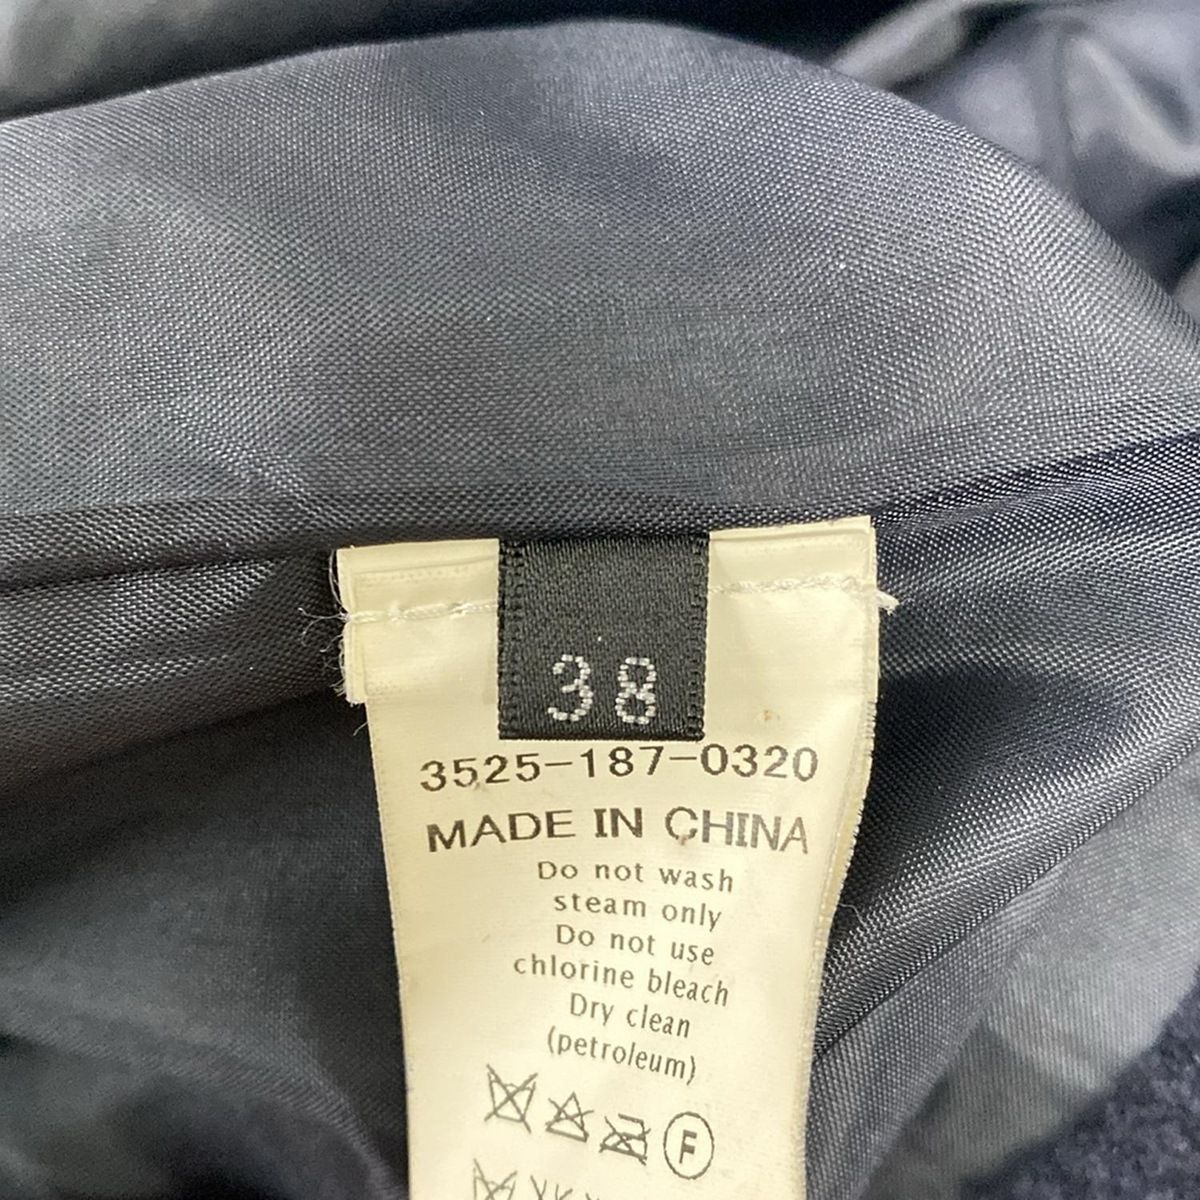 38
3525-187-0320
MADE IN CHINA
Do not wash
steam only
Do not use
chlorine bleach
Dry clean
(petroleum)
F